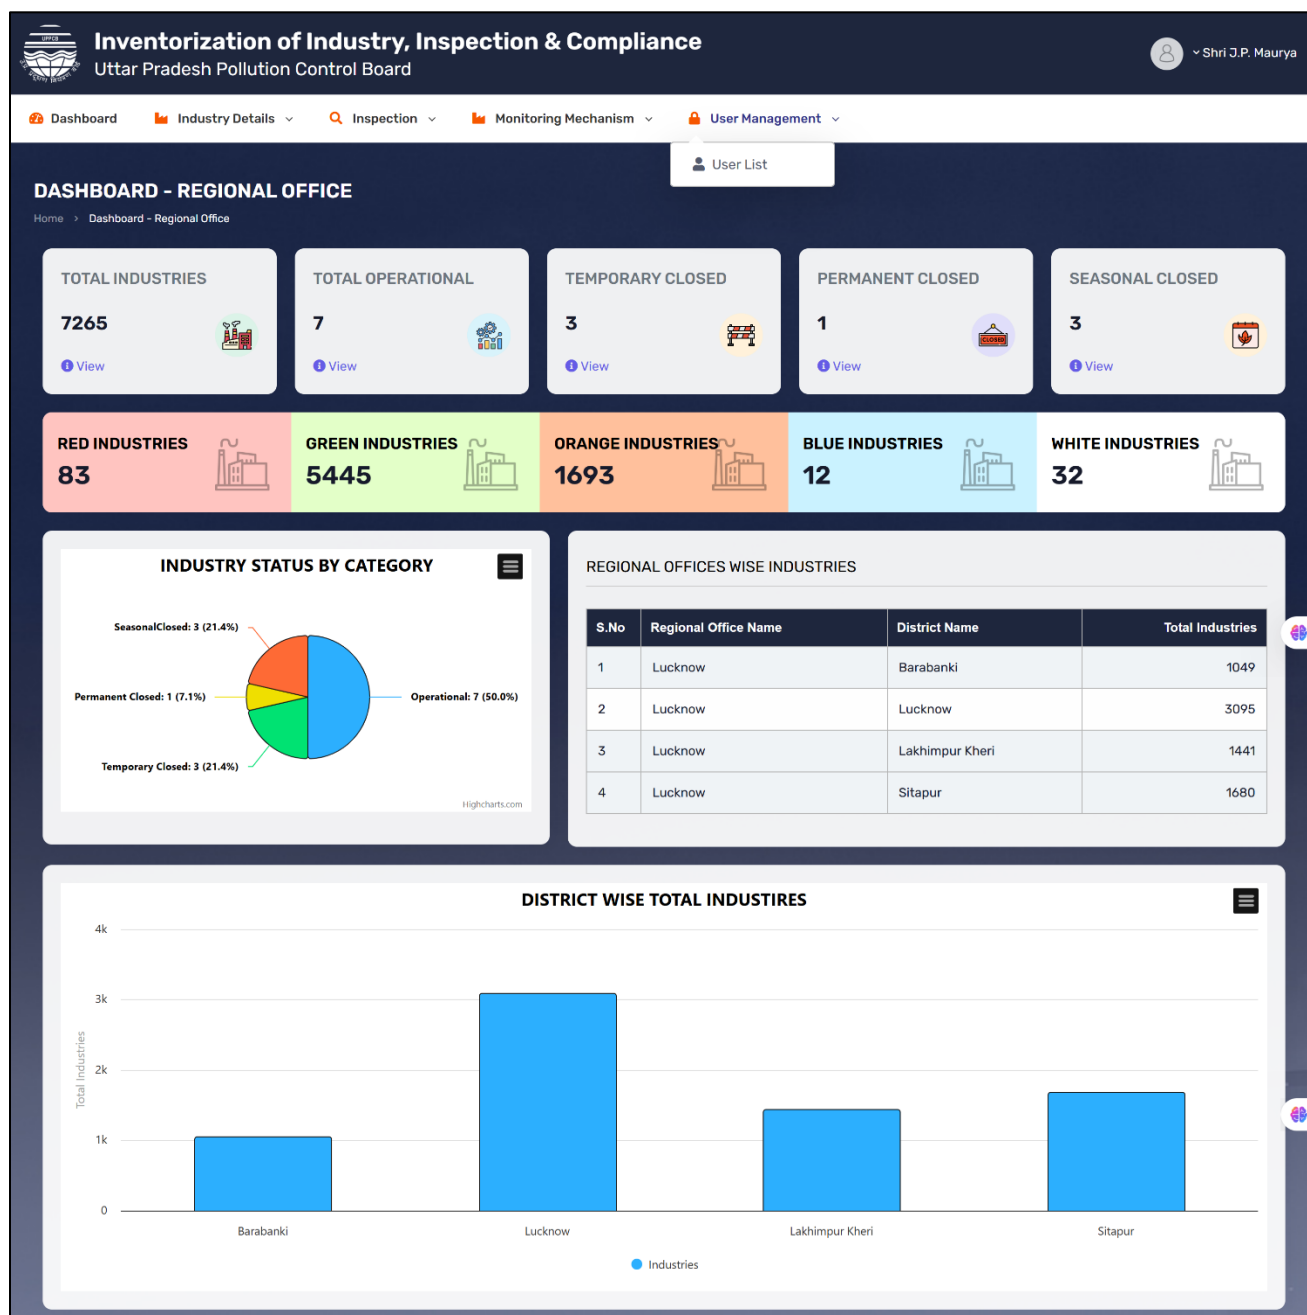 UPPCB
Inventorization of Industry, Inspection & Compliance
Uttar Pradesh Pollution Control Board
Shri J.P. Maurya
Dashboard
Industry Details
Inspection
Monitoring Mechanism
User Management
User List
DASHBOARD - REGIONAL OFFICE
Home > Dashboard - Regional Office
TOTAL INDUSTRIES
7265
View
TOTAL OPERATIONAL
7
View
TEMPORARY CLOSED
3
View
PERMANENT CLOSED
1
CLOSED
View
SEASONAL CLOSED
3
View
RED INDUSTRIES
83
GREEN INDUSTRIES
5445
ORANGE INDUSTRIES
1693
BLUE INDUSTRIES
12
WHITE INDUSTRIES
32
INDUSTRY STATUS BY CATEGORY
SeasonalClosed: 3 (21.4%)
Permanent Closed: 1 (7.1%)
Operational: 7 (50.0%)
Temporary Closed: 3 (21.4%)
Highcharts.com
REGIONAL OFFICES WISE INDUSTRIES
S.No Regional Office Name District Name Total Industries
1 Lucknow Barabanki 1049
2 Lucknow Lucknow 3095
3 Lucknow Lakhimpur Kheri 1441
4 Lucknow Sitapur 1680
DISTRICT WISE TOTAL INDUSTIRES
Total Industries
4k
3k
2k
1k
0
Barabanki Lucknow Lakhimpur Kheri Sitapur
Industries